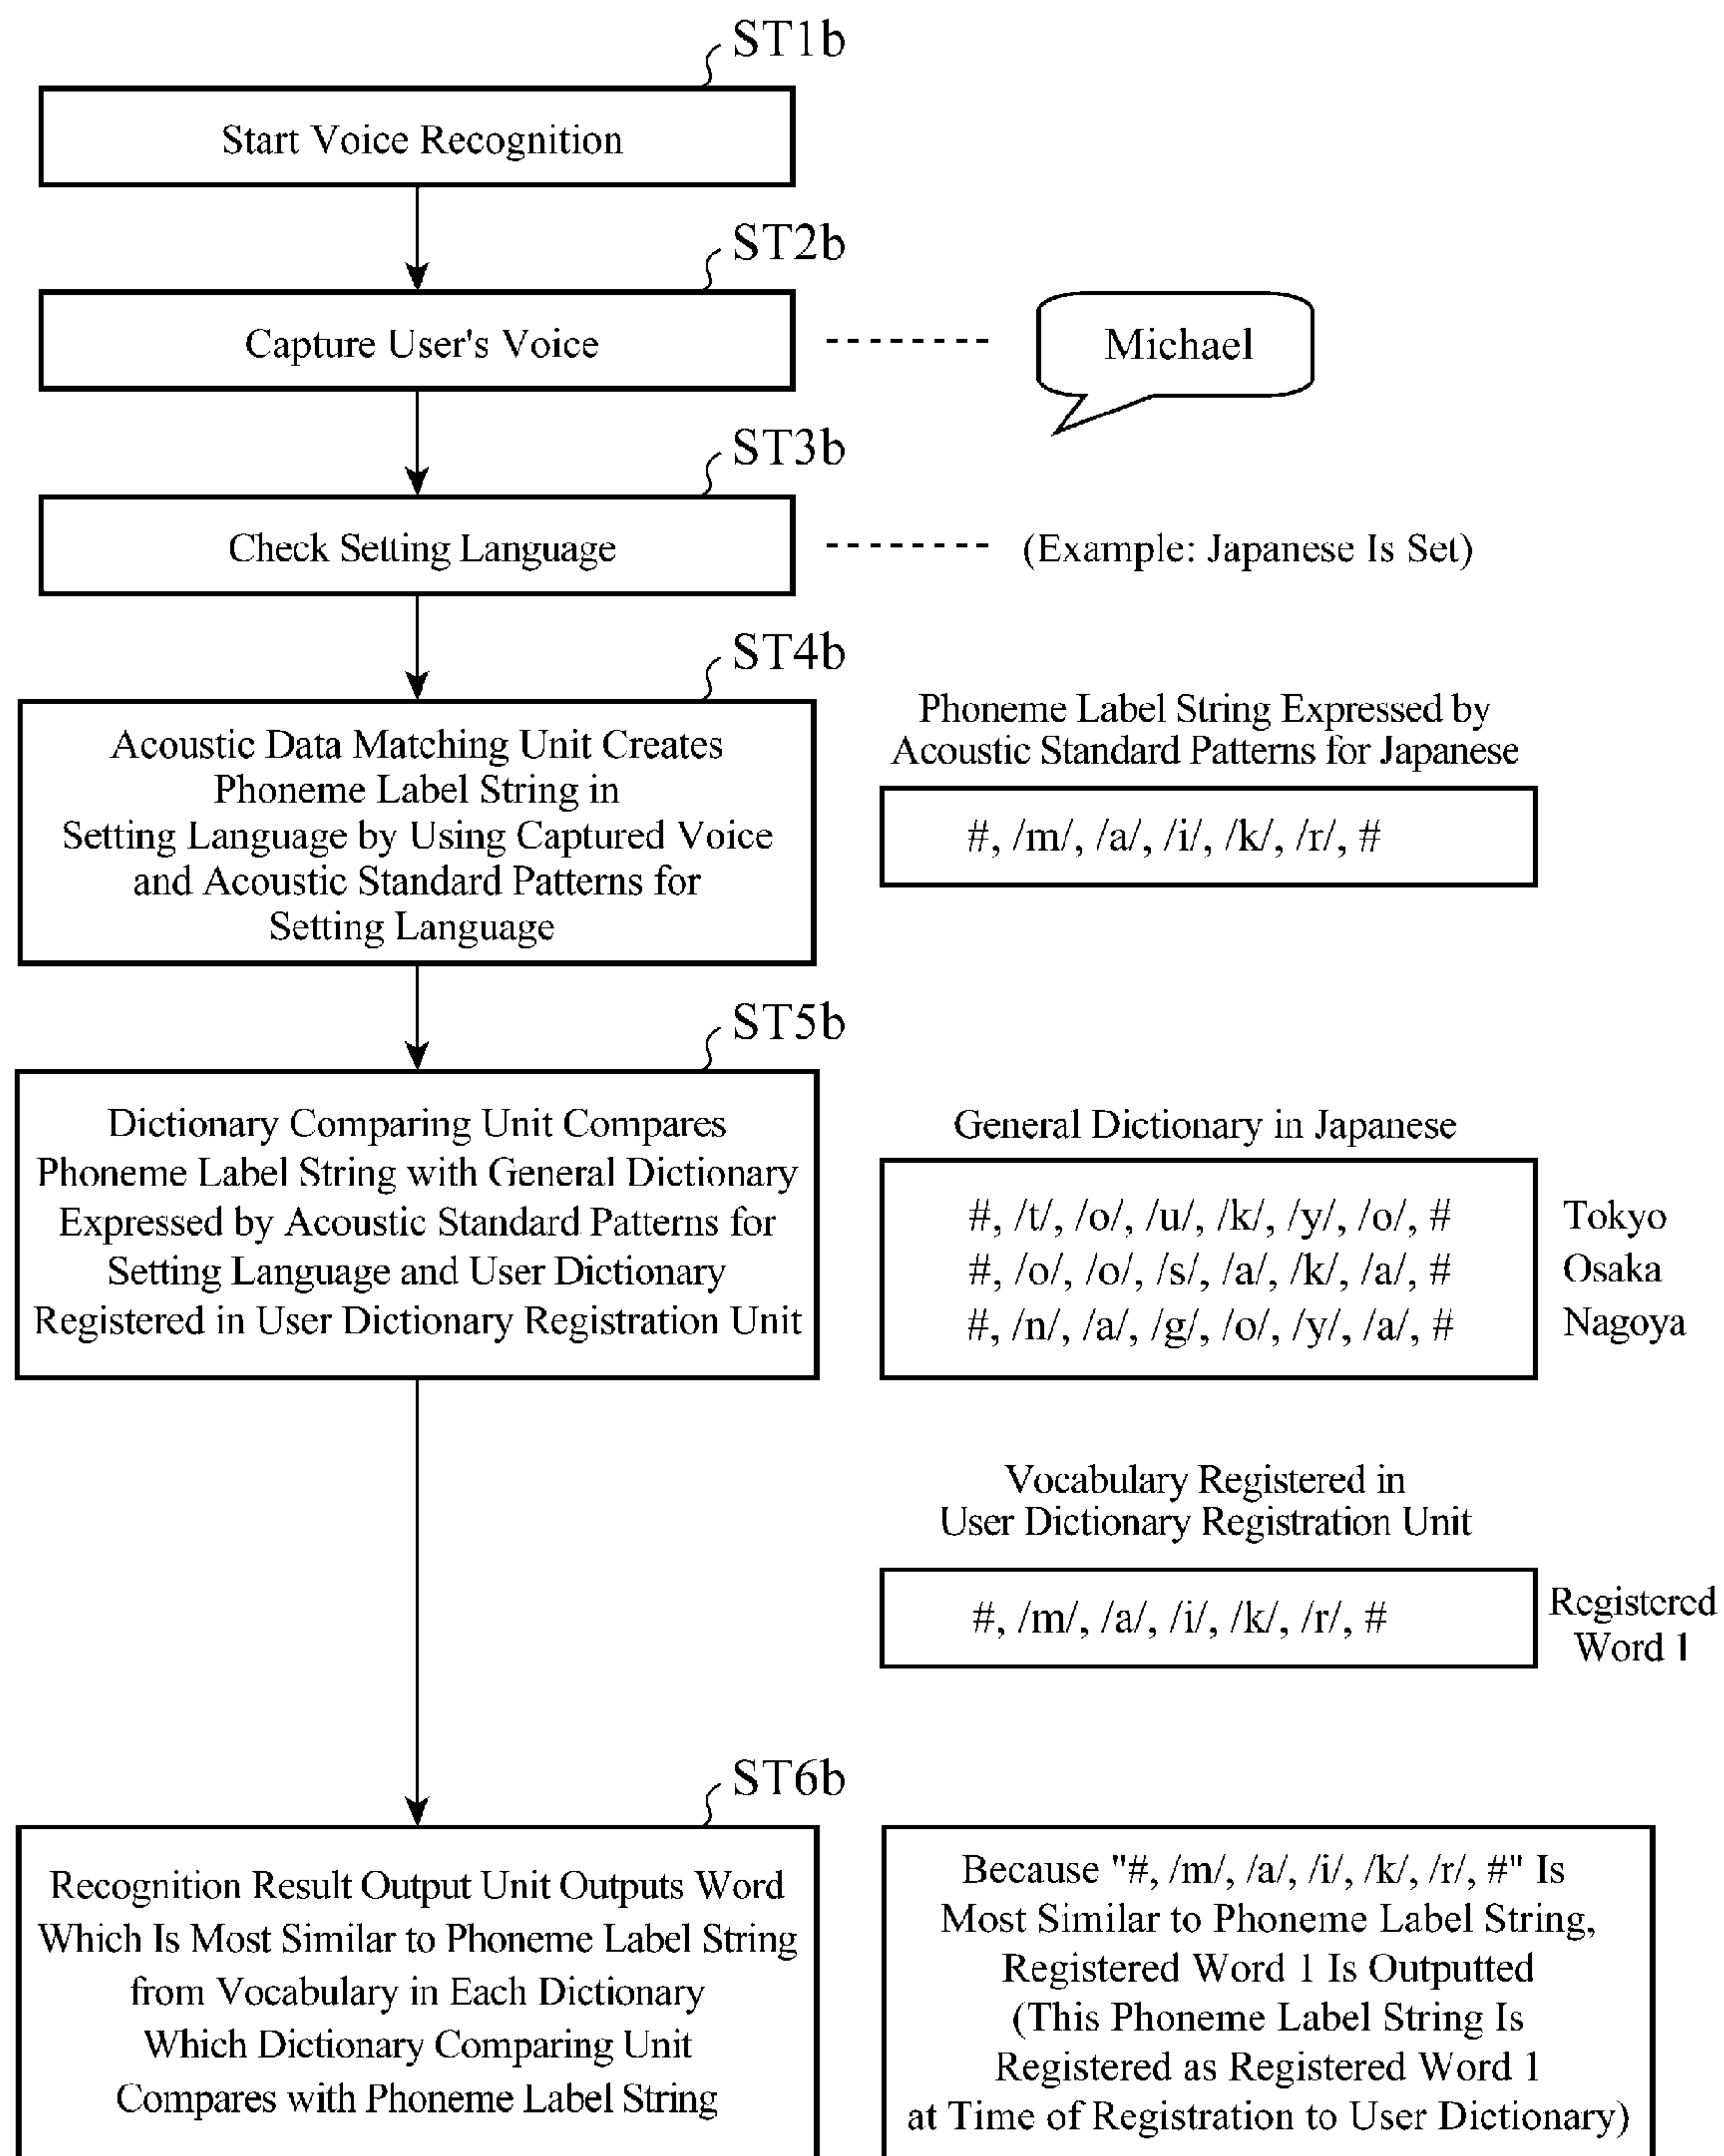 ST1b
Start Voice Recognition
ST2b
Capture User's Voice
Michael
ST3b
Check Setting Language
(Example: Japanese Is Set)
ST4b
Acoustic Data Matching Unit Creates
Phoneme Label String in
Setting Language by Using Captured Voice
and Acoustic Standard Patterns for
Setting Language
Phoneme Label String Expressed by
Acoustic Standard Patterns for Japanese
#, /m/, /a/, /i/, /k/, /r/, #
ST5b
Dictionary Comparing Unit Compares
Phoneme Label String with General Dictionary
Expressed by Acoustic Standard Patterns for
Setting Language and User Dictionary
Registered in User Dictionary Registration Unit
General Dictionary in Japanese
#, /t/, /o/, /u/, /k/, /y/, /o/, # Tokyo
#, /o/, /o/, /s/, /a/, /k/, /a/, # Osaka
#, /n/, /a/, /g/, /o/, /y/, /a/, # Nagoya
Vocabulary Registered in
User Dictionary Registration Unit
#, /m/, /a/, /i/, /k/, /r/, #
Registered
Word 1
ST6b
Recognition Result Output Unit Outputs Word
Which Is Most Similar to Phoneme Label String
from Vocabulary in Each Dictionary
Which Dictionary Comparing Unit
Compares with Phoneme Label String
Because "#, /m/, /a/, /i/, /k/, /r/, #" Is
Most Similar to Phoneme Label String,
Registered Word 1 Is Outputted
(This Phoneme Label String Is
Registered as Registered Word 1
at Time of Registration to User Dictionary)